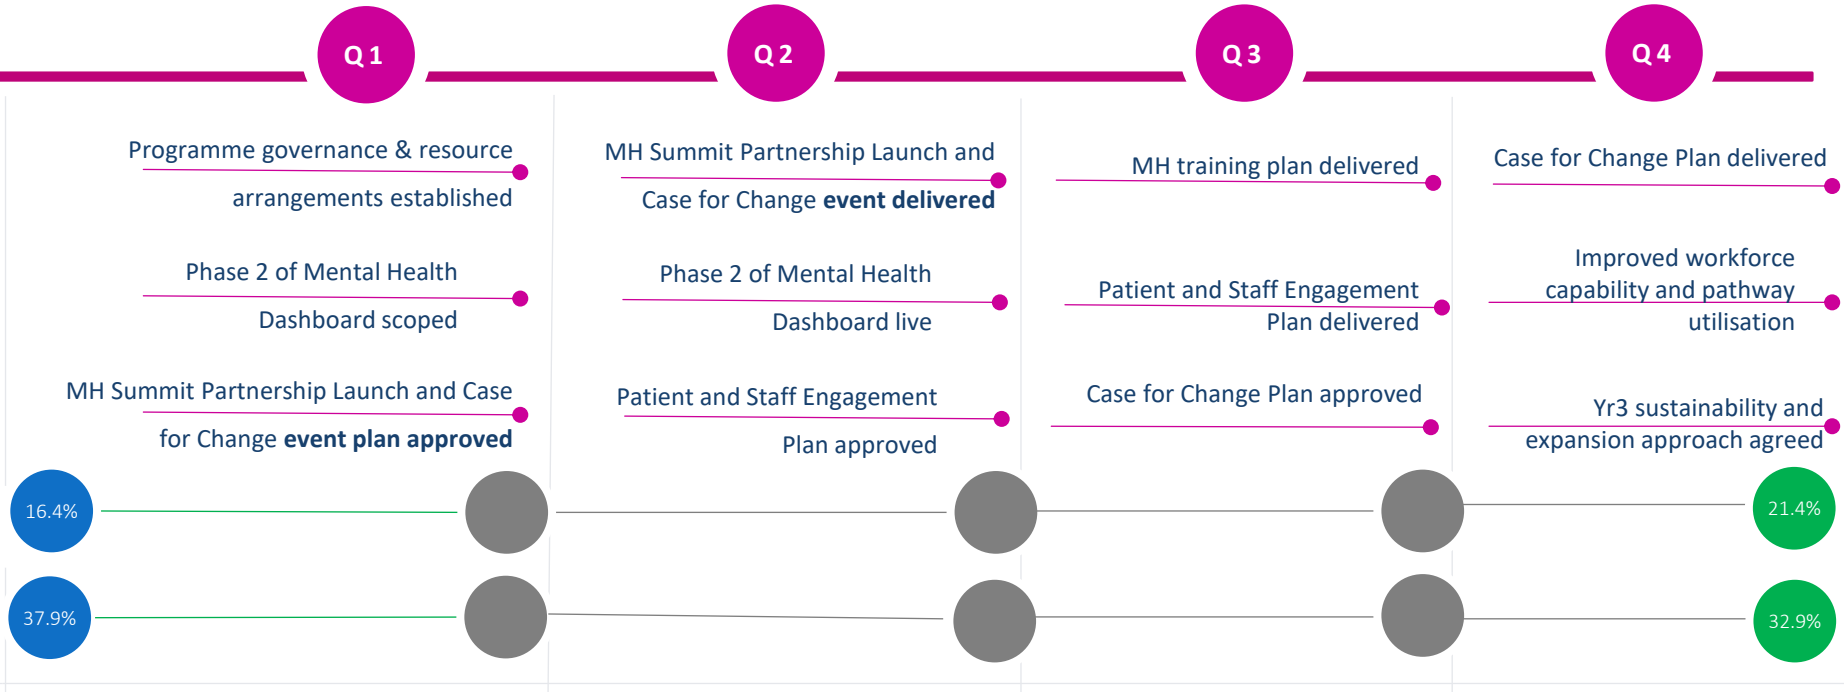 Q 1
Q 2
Q 3
Q 4
Programme governance & resource
arrangements established
Phase 2 of Mental Health
Dashboard scoped
MH Summit Partnership Launch and Case
for Change event plan approved
MH Summit Partnership Launch and
Case for Change event delivered
Phase 2 of Mental Health
Dashboard live
Patient and Staff Engagement
Plan approved
MH training plan delivered
Patient and Staff Engagement
Plan delivered
Case for Change Plan approved
Case for Change Plan delivered
Improved workforce
capability and pathway
utilisation
Yr3 sustainability and
expansion approach agreed
16.4%
21.4%
37.9%
32.9%